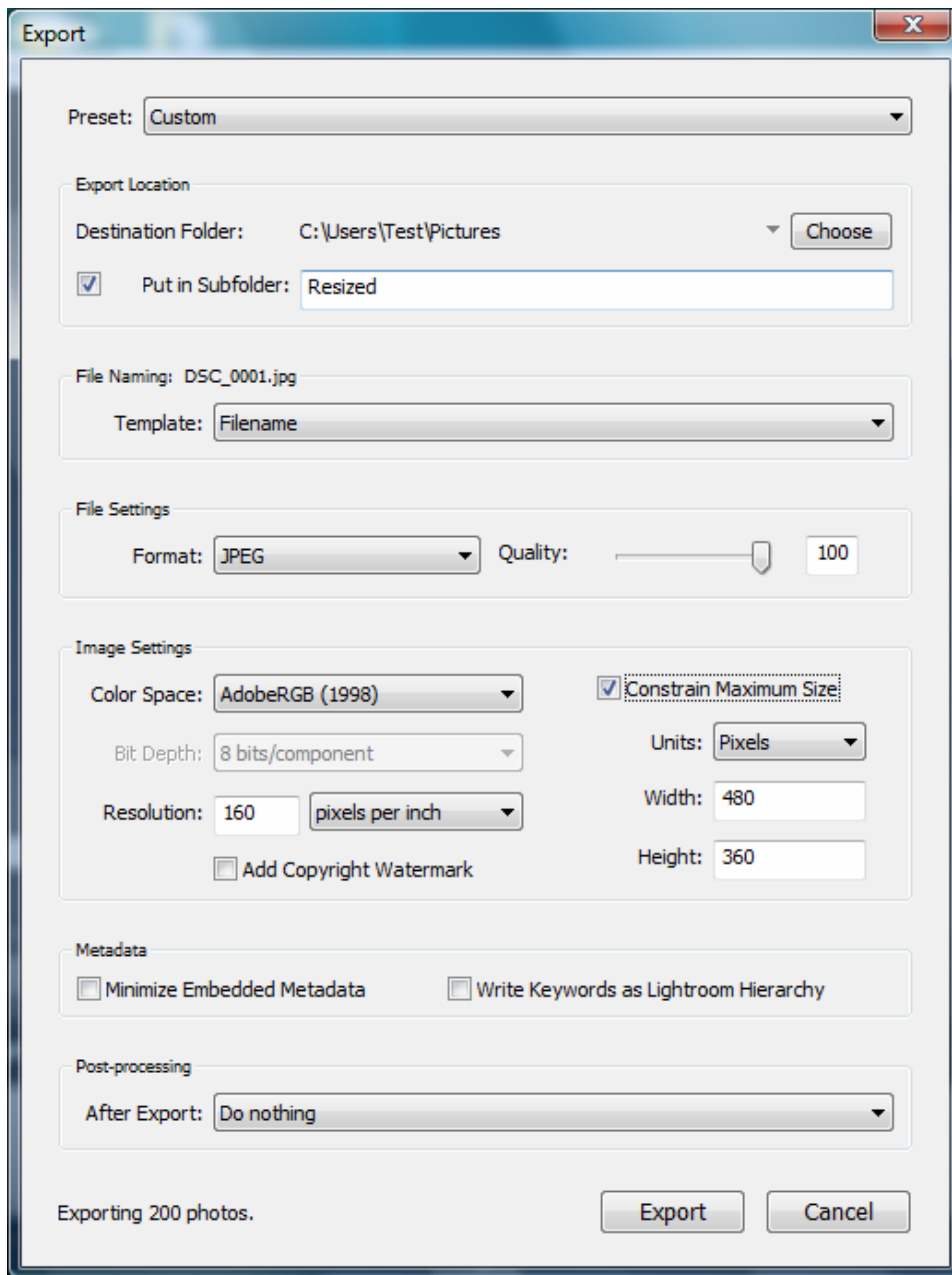 Export
Preset: Custom
Export Location
Destination Folder: C:\Users\Test\Pictures Choose
Put in Subfolder: Resized
File Naming: DSC_0001.jpg
Template: Filename
File Settings
Format: JPEG Quality: 100
Image Settings
Color Space: AdobeRGB (1998) Constrain Maximum Size
Bit Depth: 8 bits/component Units: Pixels
Resolution: 160 pixels per inch Width: 480
Add Copyright Watermark Height: 360
Metadata
Minimize Embedded Metadata Write Keywords as Lightroom Hierarchy
Post-processing
After Export: Do nothing
Exporting 200 photos. Export Cancel